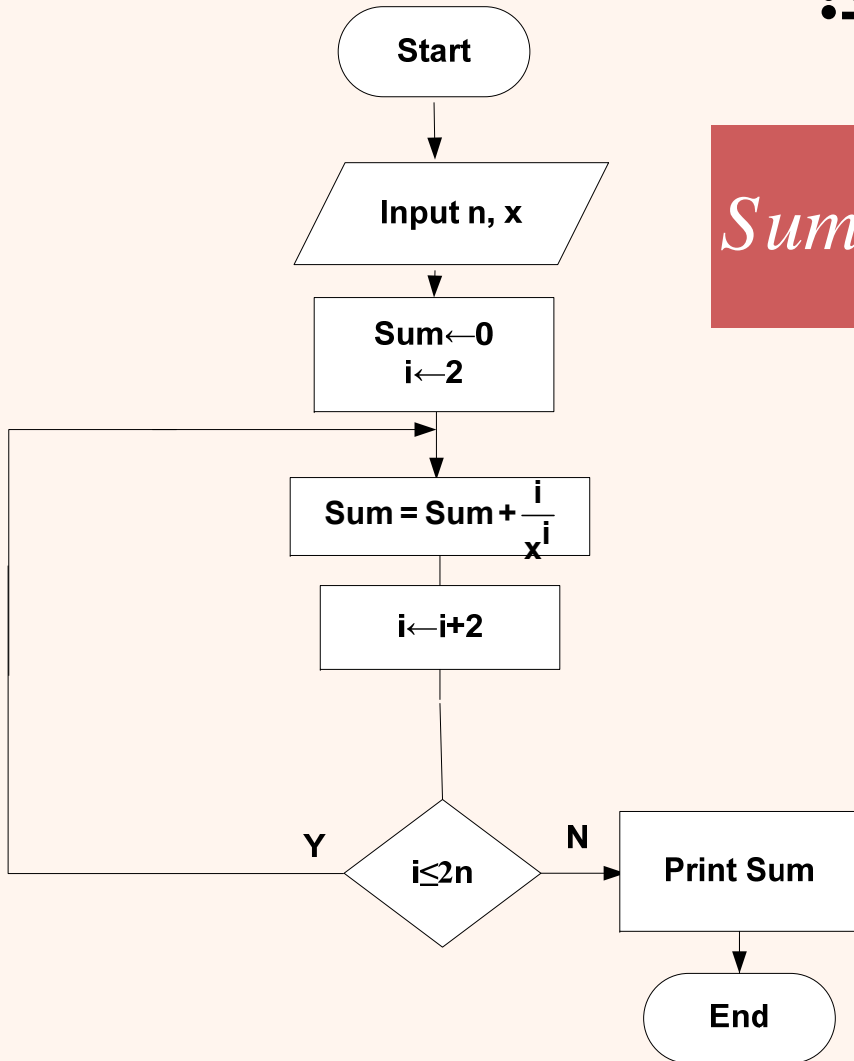 Start
Input n, x
Sum
Sum←0
i←2
Sum = Sum + i/x^i
i←i+2
Y
i≤2n
N
Print Sum
End